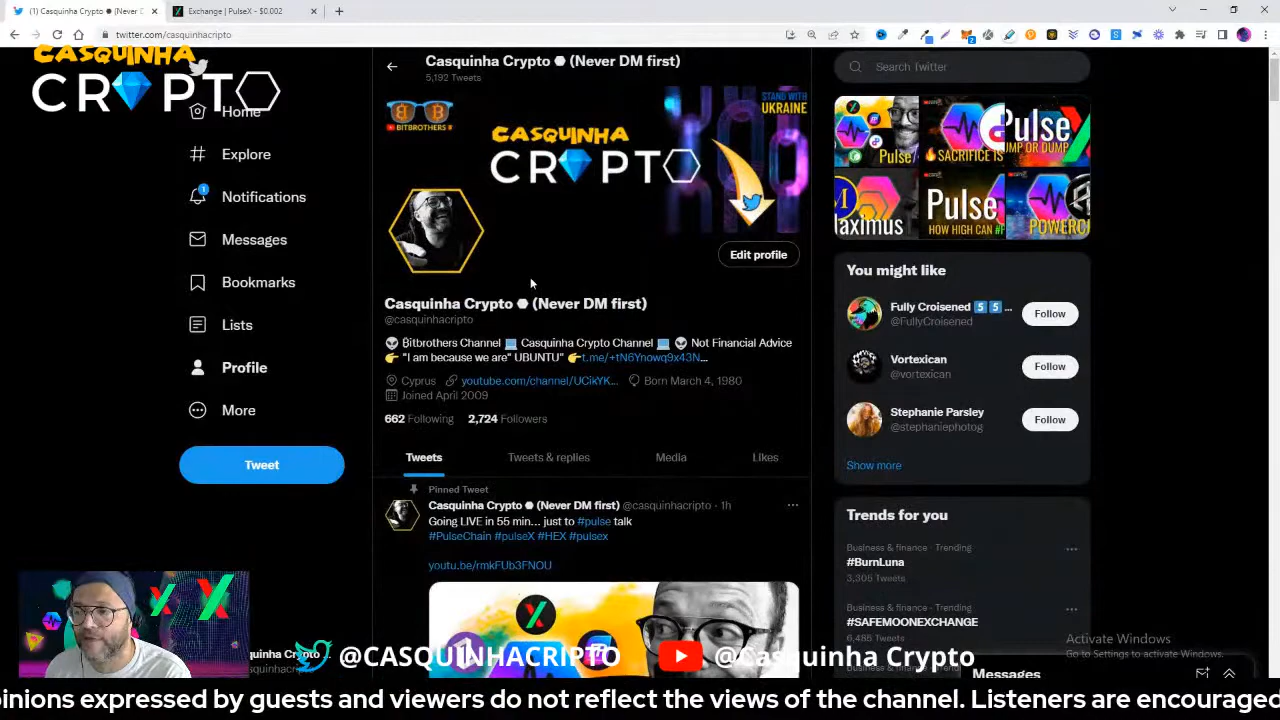 (1) Casquinha Crypto
Exchange | PulseX - $0,002
twitter.com/casquinhacripto
CASQUINHA
CRYPTO
Home
Explore
1
Notifications
Messages
Bookmarks
Lists
Profile
More
Tweet
Casquinha Crypto (Never DM first)
5,192 Tweets
BITBROTHERS
CASQUINHA
CRYPTO
STAND WITH
UKRAINE
Edit profile
Casquinha Crypto (Never DM first)
@casquinhacripto
Bitbrothers Channel 💻 Casquinha Crypto Channel 💻 👽 Not Financial Advice
👉 "I am because we are" UBUNTU" 👉t.me/+tN6Ynowq9x43N...
Cyprus youtube.com/channel/UCikYK... Born March 4, 1980
Joined April 2009
662 Following 2,724 Followers
Tweets Tweets & replies Media Likes
Pinned Tweet
Casquinha Crypto (Never DM first) @casquinhacripto · 1h
Going LIVE in 55 min... just to #pulse talk
#PulseChain #pulseX #HEX #pulsex
youtu.be/rmkFUb3FNOU
Search Twitter
Pulse
SACRIFICE IS
Pulse
PUMP OR DUMP
Maximus
Pulse
HOW HIGH CAN
POWERCI
You might like
Fully Croisened 5 5 ...
@FullyCroisened
Follow
Vortexican
@vortexican
Follow
Stephanie Parsley
@stephaniephotog
Follow
Show more
Trends for you
Business & finance · Trending
#BurnLuna
3,305 Tweets
Business & finance · Trending
#SAFEMOONEXCHANGE
6,485 Tweets
Activate Windows
Go to Settings to activate Windows.
Messages
@CASQUINHACRIPTO
@Casquinha Crypto
pinions expressed by guests and viewers do not reflect the views of the channel. Listeners are encouraged